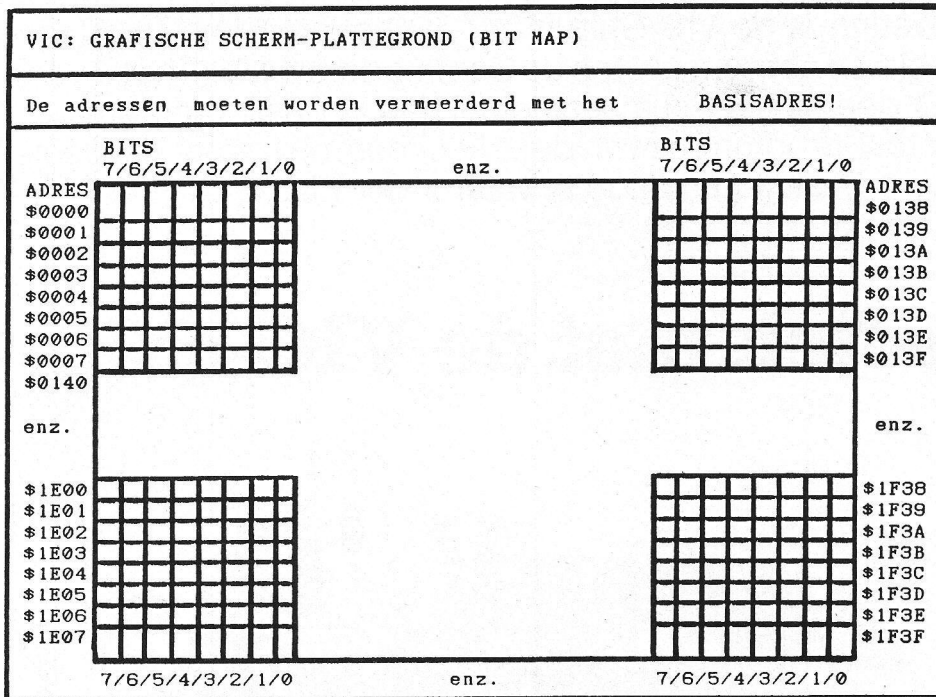 VIC: GRAFISCHE SCHERM-PLATTEGROND (BIT MAP)
De adressen moeten worden vermeerderd met het BASISADRES!
BITS BITS
7/6/5/4/3/2/1/0 enz. 7/6/5/4/3/2/1/0
ADRES ADRES
$0000 $0138
$0001 $0139
$0002 $013A
$0003 $013B
$0004 $013C
$0005 $013D
$0006 $013E
$0007 $013F
$0140
enz. enz.
$1E00 $1F38
$1E01 $1F39
$1E02 $1F3A
$1E03 $1F3B
$1E04 $1F3C
$1E05 $1F3D
$1E06 $1F3E
$1E07 $1F3F
7/6/5/4/3/2/1/0 enz. 7/6/5/4/3/2/1/0